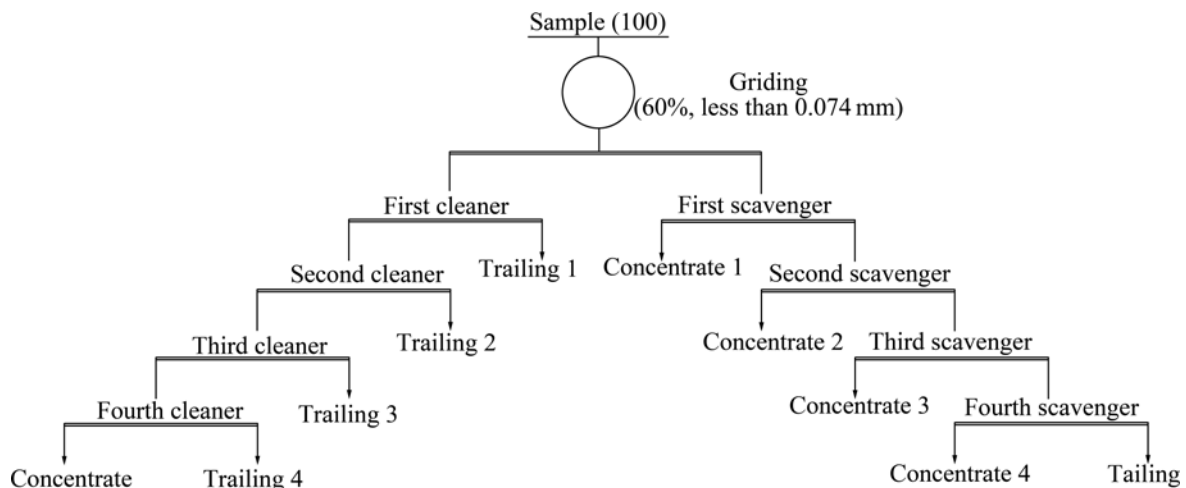 Sample (100)
Griding
(60%, less than 0.074 mm)
First cleaner
First scavenger
Trailing 1
Concentrate 1
Second cleaner
Second scavenger
Trailing 2
Concentrate 2
Third cleaner
Third scavenger
Trailing 3
Concentrate 3
Fourth cleaner
Fourth scavenger
Concentrate
Trailing 4
Concentrate 4
Tailing